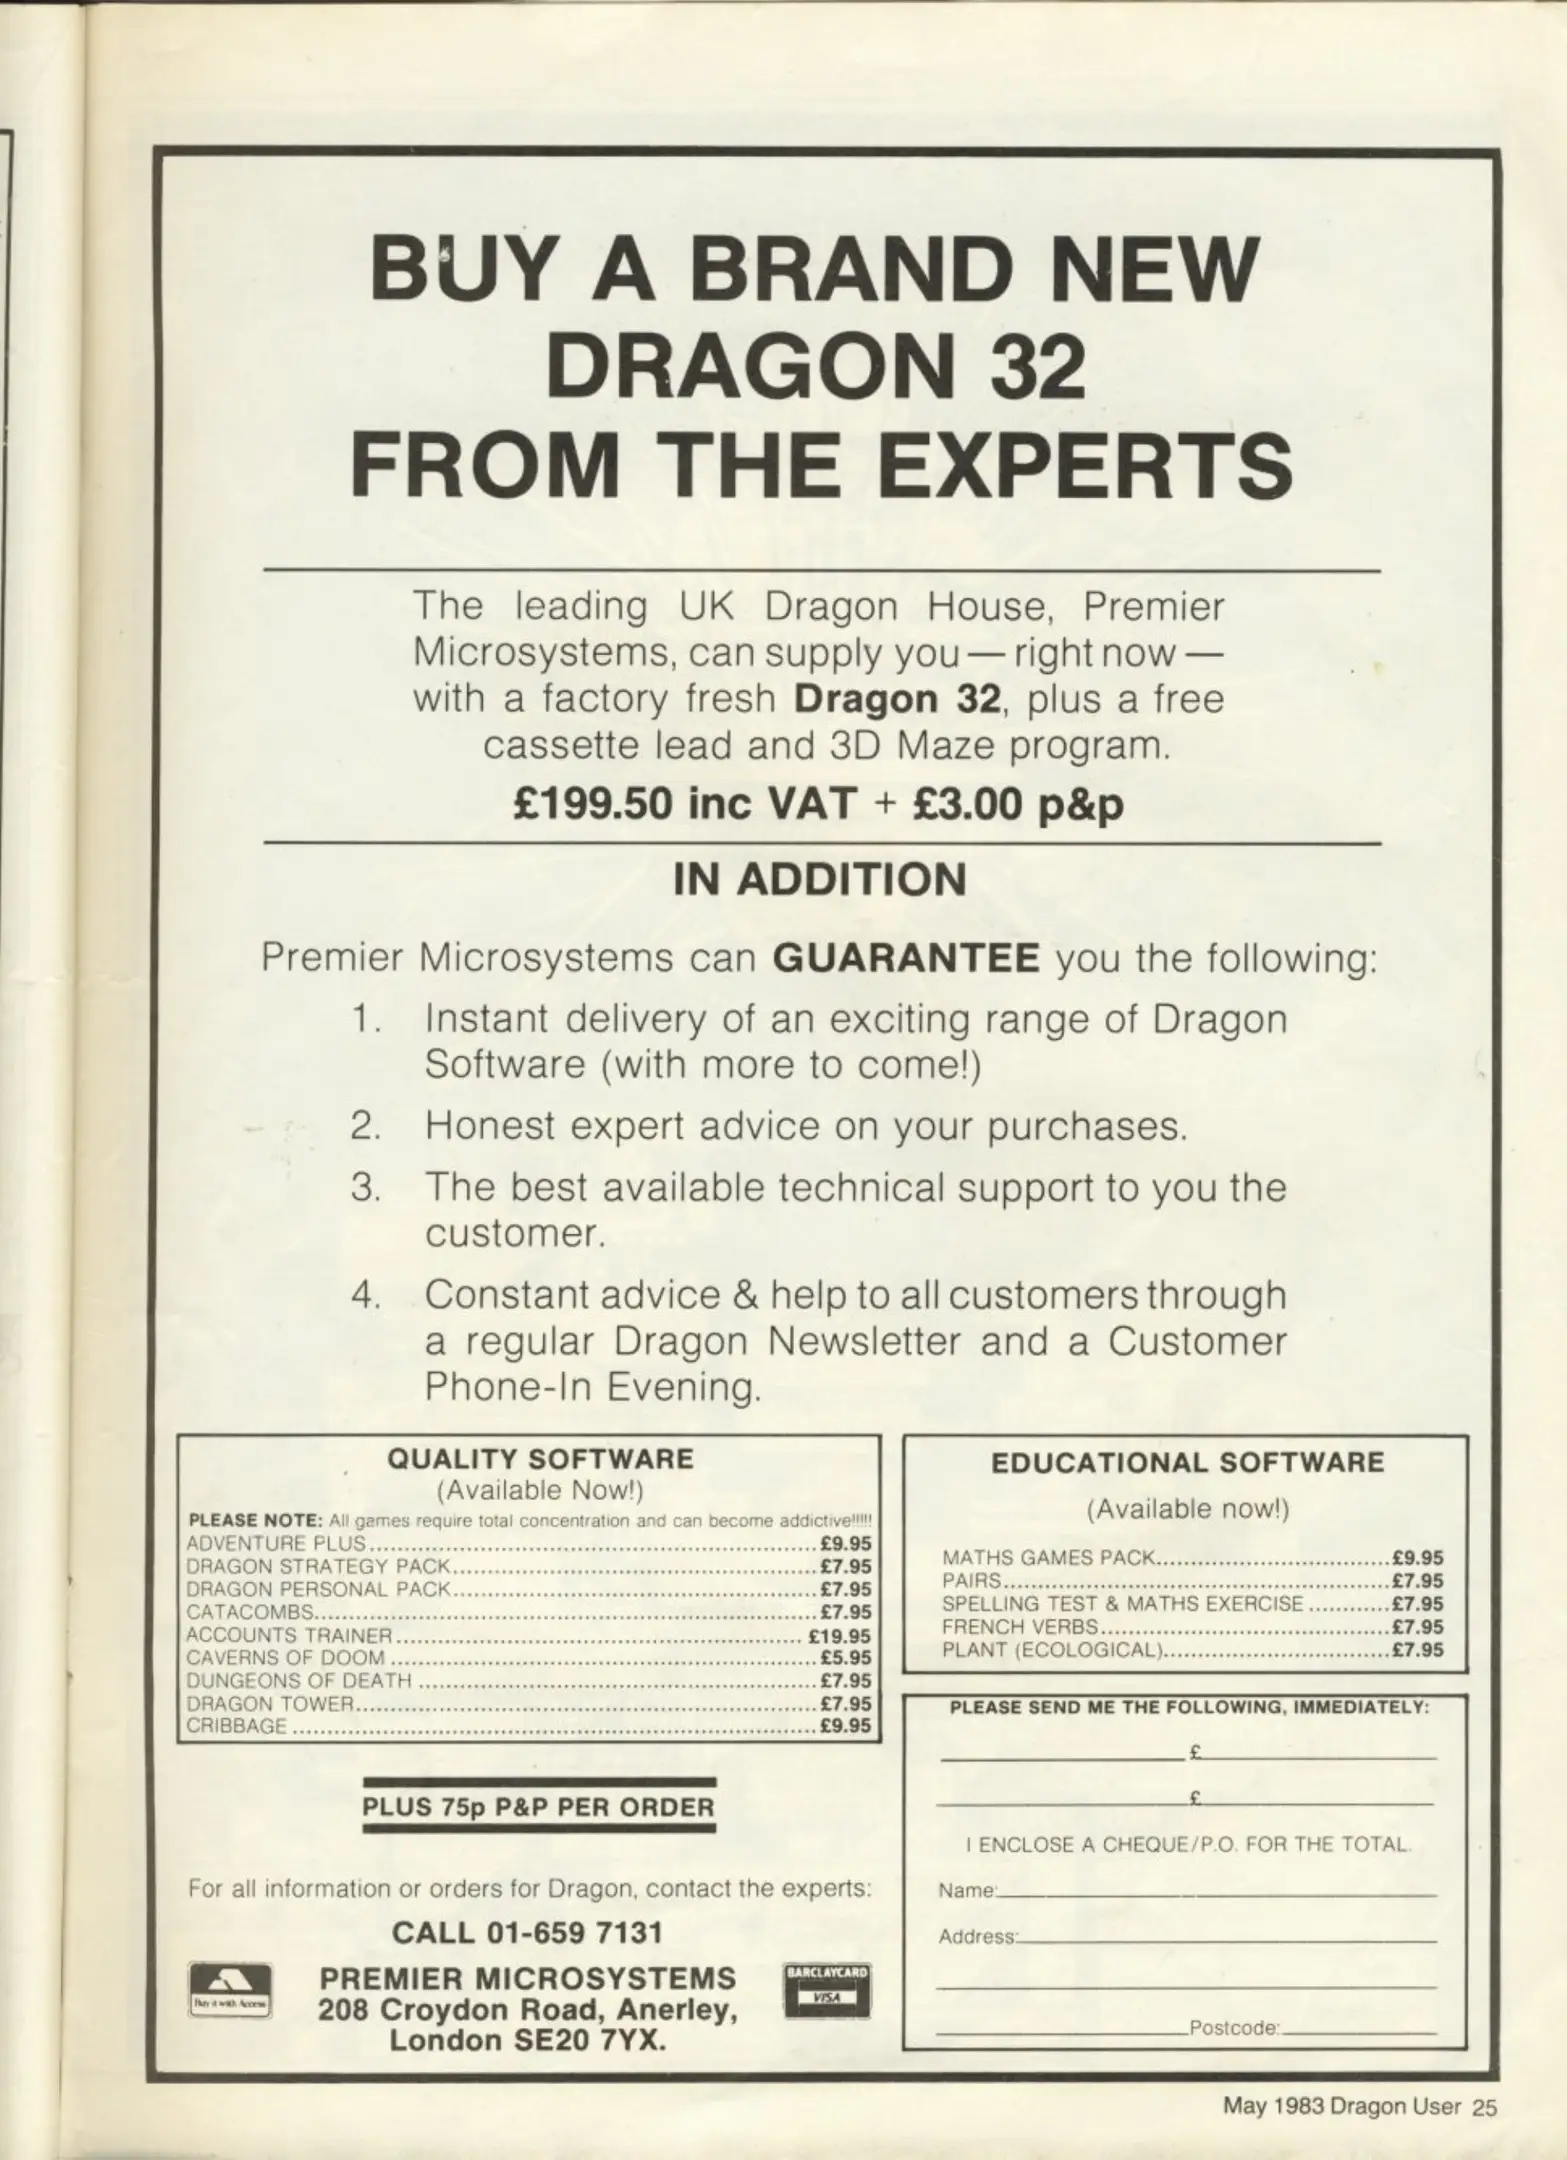 BUY A BRAND NEW
DRAGON 32
FROM THE EXPERTS
The leading UK Dragon House, Premier
Microsystems, can supply you — right now —
with a factory fresh Dragon 32, plus a free
cassette lead and 3D Maze program.
£199.50 inc VAT + £3.00 p&p
IN ADDITION
Premier Microsystems can GUARANTEE you the following:
1. Instant delivery of an exciting range of Dragon
Software (with more to come!)
2. Honest expert advice on your purchases.
3. The best available technical support to you the
customer.
4. Constant advice & help to all customers through
a regular Dragon Newsletter and a Customer
Phone-In Evening.
QUALITY SOFTWARE
(Available Now!)
PLEASE NOTE: All games require total concentration and can become addictive!!!!!
ADVENTURE PLUS.......... £9.95
DRAGON STRATEGY PACK.......... £7.95
DRAGON PERSONAL PACK.......... £7.95
CATACOMBS.......... £7.95
ACCOUNTS TRAINER.......... £19.95
CAVERNS OF DOOM.......... £5.95
DUNGEONS OF DEATH.......... £7.95
DRAGON TOWER.......... £7.95
CRIBBAGE.......... £9.95
PLUS 75p P&P PER ORDER
For all information or orders for Dragon, contact the experts:
CALL 01-659 7131
Buy it with Access
PREMIER MICROSYSTEMS
208 Croydon Road, Anerley,
London SE20 7YX.
BARCLAYCARD
VISA
EDUCATIONAL SOFTWARE
(Available now!)
MATHS GAMES PACK.......... £9.95
PAIRS.......... £7.95
SPELLING TEST & MATHS EXERCISE.......... £7.95
FRENCH VERBS.......... £7.95
PLANT (ECOLOGICAL).......... £7.95
PLEASE SEND ME THE FOLLOWING, IMMEDIATELY:
£
£
I ENCLOSE A CHEQUE/P.O. FOR THE TOTAL.
Name:
Address:
Postcode:
May 1983 Dragon User 25